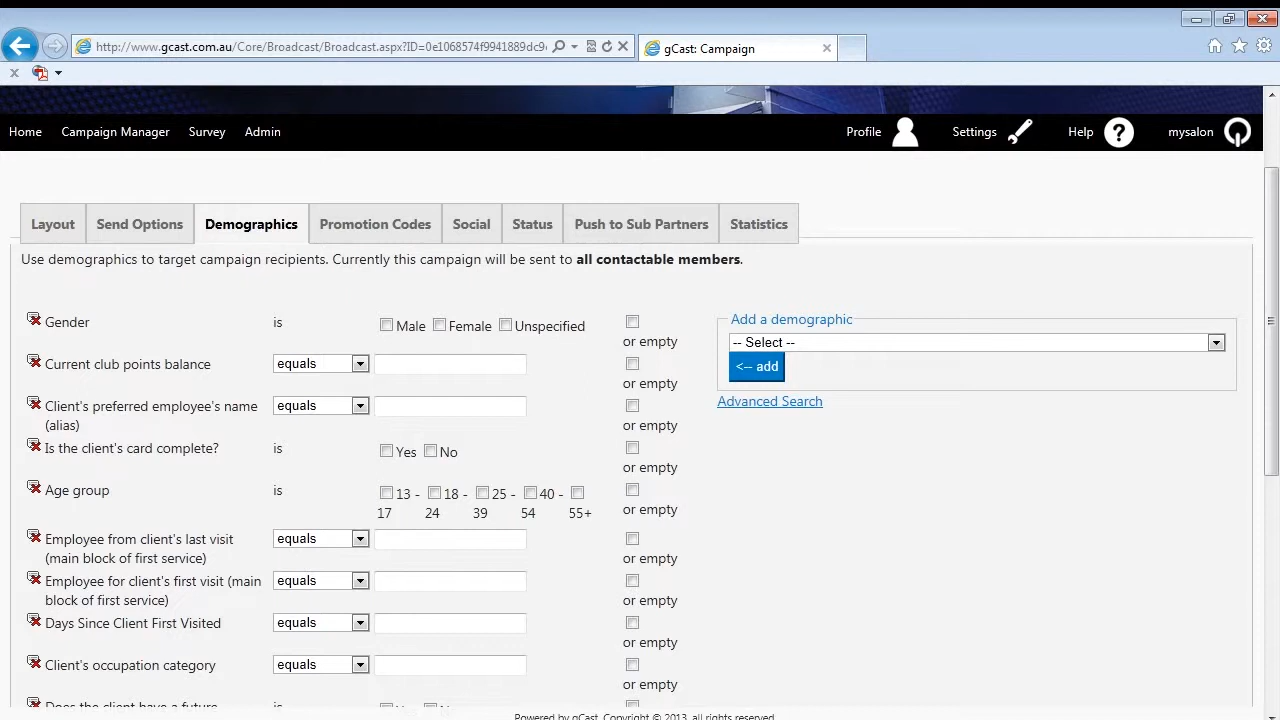 http://www.gcast.com.au/Core/Broadcast/Broadcast.aspx?ID=0e1068574f9941889dc9
gCast: Campaign
Home Campaign Manager Survey Admin Profile Settings Help mysalon
Layout Send Options Demographics Promotion Codes Social Status Push to Sub Partners Statistics
Use demographics to target campaign recipients. Currently this campaign will be sent to all contactable members.
Gender is Male Female Unspecified
or empty
Add a demographic
-- Select --
<-- add
Advanced Search
Current club points balance equals
or empty
Client's preferred employee's name equals
(alias) or empty
Is the client's card complete? is Yes No
or empty
Age group is 13 - 18 - 25 - 40 -
17 24 39 54 55+ or empty
Employee from client's last visit equals
(main block of first service) or empty
Employee for client's first visit (main equals
block of first service) or empty
Days Since Client First Visited equals
or empty
Client's occupation category equals
or empty
Does the client have a future is
Powered by gCast. Copyright © 2013, all rights reserved